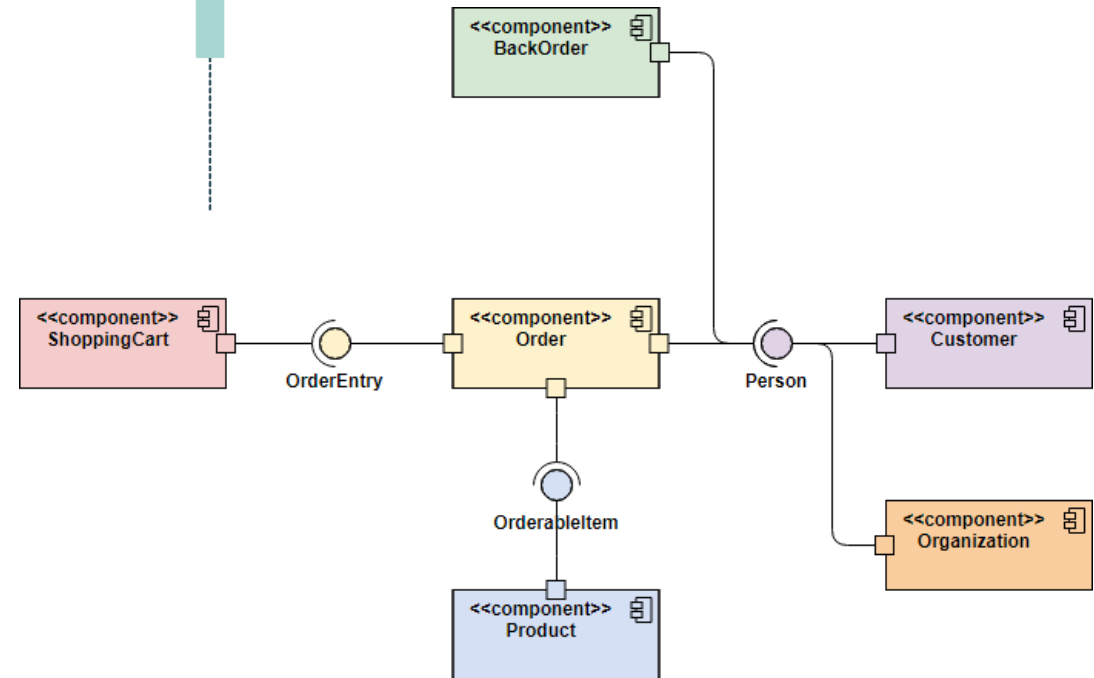 <<component>>
BackOrder
<<component>>
ShoppingCart
OrderEntry
<<component>>
Order
Person
<<component>>
Customer
OrderableItem
<<component>>
Organization
<<component>>
Product